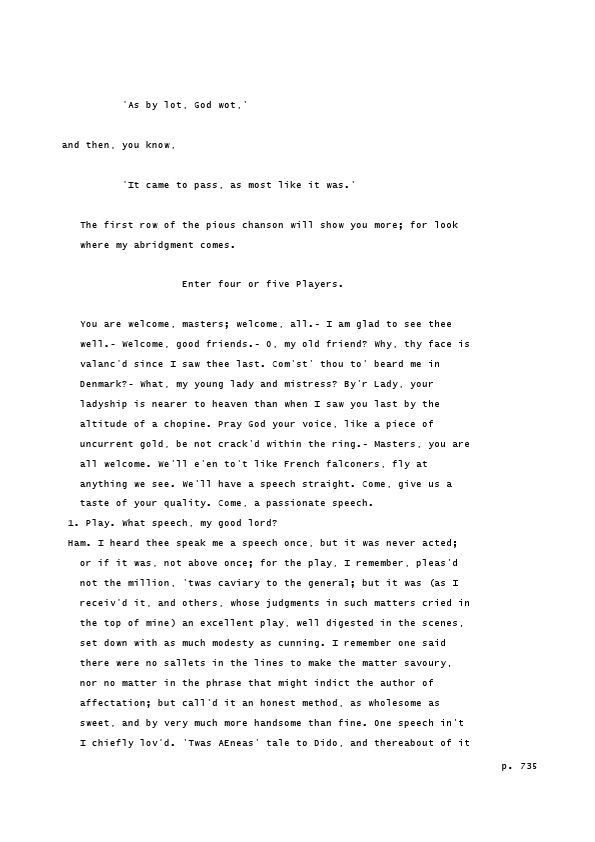 'As by lot, God wot,'
and then, you know,
'It came to pass, as most like it was.'
The first row of the pious chanson will show you more; for look
where my abridgment comes.
Enter four or five Players.
You are welcome, masters; welcome, all.- I am glad to see thee
well.- Welcome, good friends.- O, my old friend? Why, thy face is
valanc'd since I saw thee last. Com'st' thou to' beard me in
Denmark?- What, my young lady and mistress? By'r Lady, your
ladyship is nearer to heaven than when I saw you last by the
altitude of a chopine. Pray God your voice, like a piece of
uncurrent gold, be not crack'd within the ring.- Masters, you are
all welcome. We'll e'en to't like French falconers, fly at
anything we see. We'll have a speech straight. Come, give us a
taste of your quality. Come, a passionate speech.
1. Play. What speech, my good lord?
Ham. I heard thee speak me a speech once, but it was never acted;
or if it was, not above once; for the play, I remember, pleas'd
not the million, 'twas caviary to the general; but it was (as I
receiv'd it, and others, whose judgments in such matters cried in
the top of mine) an excellent play, well digested in the scenes,
set down with as much modesty as cunning. I remember one said
there were no sallets in the lines to make the matter savoury,
nor no matter in the phrase that might indict the author of
affectation; but call'd it an honest method, as wholesome as
sweet, and by very much more handsome than fine. One speech in't
I chiefly lov'd. 'Twas AEneas' tale to Dido, and thereabout of it
p. 735